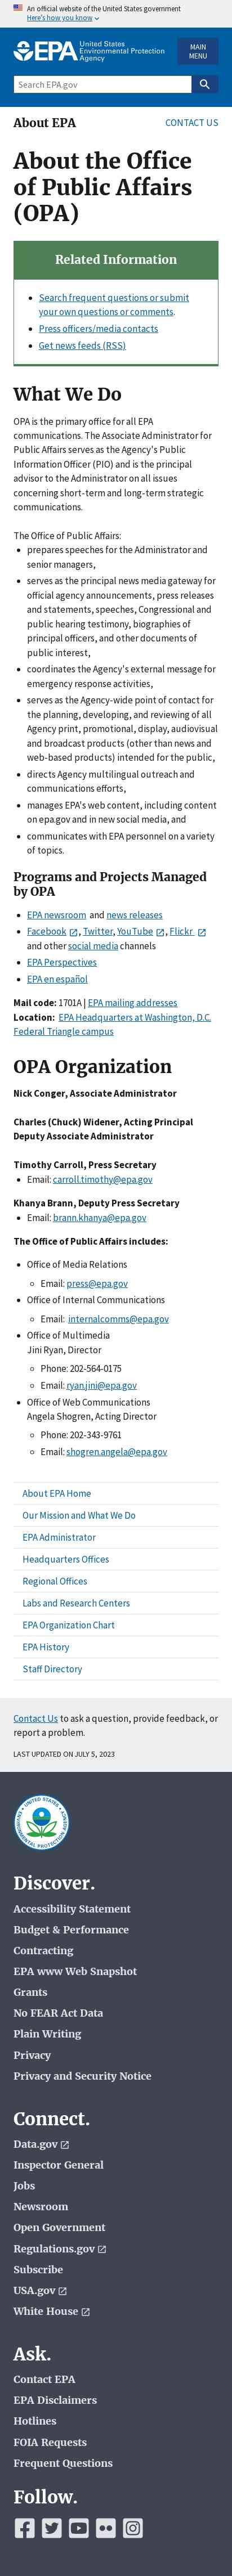 An official website of the United States government
Here's how you know
EPA United States Environmental Protection Agency
MAIN MENU
Search EPA.gov
About EPA
CONTACT US
About the Office
of Public Affairs
(OPA)
Related Information
Search frequent questions or submit
your own questions or comments.
Press officers/media contacts
Get news feeds (RSS)
What We Do
OPA is the primary office for all EPA
communications. The Associate Administrator for
Public Affairs serves as the Agency's Public
Information Officer (PIO) and is the principal
advisor to the Administrator on all issues
concerning short-term and long-term strategic
communications.
The Office of Public Affairs:
prepares speeches for the Administrator and
senior managers,
serves as the principal news media gateway for
official agency announcements, press releases
and statements, speeches, Congressional and
public hearing testimony, biographies of
principal officers, and other documents of
public interest,
coordinates the Agency's external message for
emergency response activities,
serves as the Agency-wide point of contact for
the planning, developing, and reviewing of all
Agency print, promotional, display, audiovisual
and broadcast products (other than news and
web-based products) intended for the public,
directs Agency multilingual outreach and
communications efforts,
manages EPA's web content, including content
on epa.gov and in new social media, and
communicates with EPA personnel on a variety
of topics.
Programs and Projects Managed
by OPA
EPA newsroom and news releases
Facebook, Twitter, YouTube, Flickr
and other social media channels
EPA Perspectives
EPA en español
Mail code: 1701A | EPA mailing addresses
Location: EPA Headquarters at Washington, D.C.
Federal Triangle campus
OPA Organization
Nick Conger, Associate Administrator
Charles (Chuck) Widener, Acting Principal
Deputy Associate Administrator
Timothy Carroll, Press Secretary
Email: carroll.timothy@epa.gov
Khanya Brann, Deputy Press Secretary
Email: brann.khanya@epa.gov
The Office of Public Affairs includes:
Office of Media Relations
Email: press@epa.gov
Office of Internal Communications
Email: internalcomms@epa.gov
Office of Multimedia
Jini Ryan, Director
Phone: 202-564-0175
Email: ryan.jini@epa.gov
Office of Web Communications
Angela Shogren, Acting Director
Phone: 202-343-9761
Email: shogren.angela@epa.gov
About EPA Home
Our Mission and What We Do
EPA Administrator
Headquarters Offices
Regional Offices
Labs and Research Centers
EPA Organization Chart
EPA History
Staff Directory
Contact Us to ask a question, provide feedback, or
report a problem.
LAST UPDATED ON JULY 5, 2023
UNITED STATES ENVIRONMENTAL PROTECTION AGENCY
Discover.
Accessibility Statement
Budget & Performance
Contracting
EPA www Web Snapshot
Grants
No FEAR Act Data
Plain Writing
Privacy
Privacy and Security Notice
Connect.
Data.gov
Inspector General
Jobs
Newsroom
Open Government
Regulations.gov
Subscribe
USA.gov
White House
Ask.
Contact EPA
EPA Disclaimers
Hotlines
FOIA Requests
Frequent Questions
Follow.